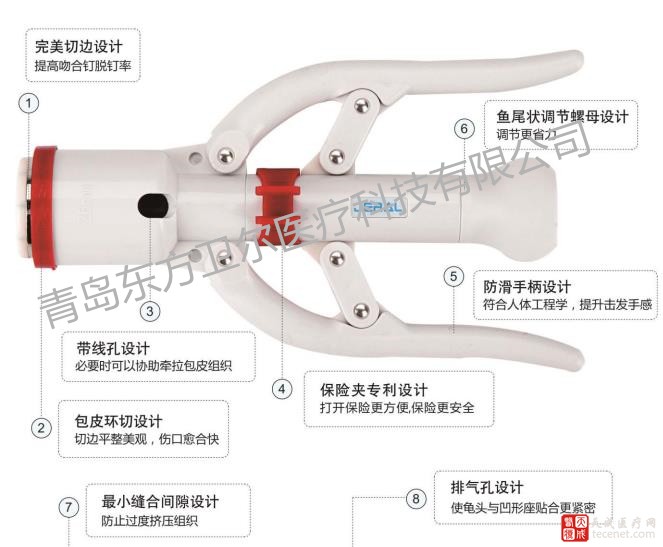 完美切边设计
提高吻合钉脱钉率
1
6
鱼尾状调节螺母设计
调节更省力
JSRGL
青岛东方卫尔医疗科技有限公司
3
5
防滑手柄设计
符合人体工程学，提升击发手感
带线孔设计
必要时可以协助牵拉包皮组织
4
保险夹专利设计
打开保险更方便,保险更安全
2
包皮环切设计
切边平整美观，伤口愈合快
7
最小缝合间隙设计
防止过度挤压组织
8
排气孔设计
使龟头与凹形座贴合更紧密
医疗网
tecenet.com